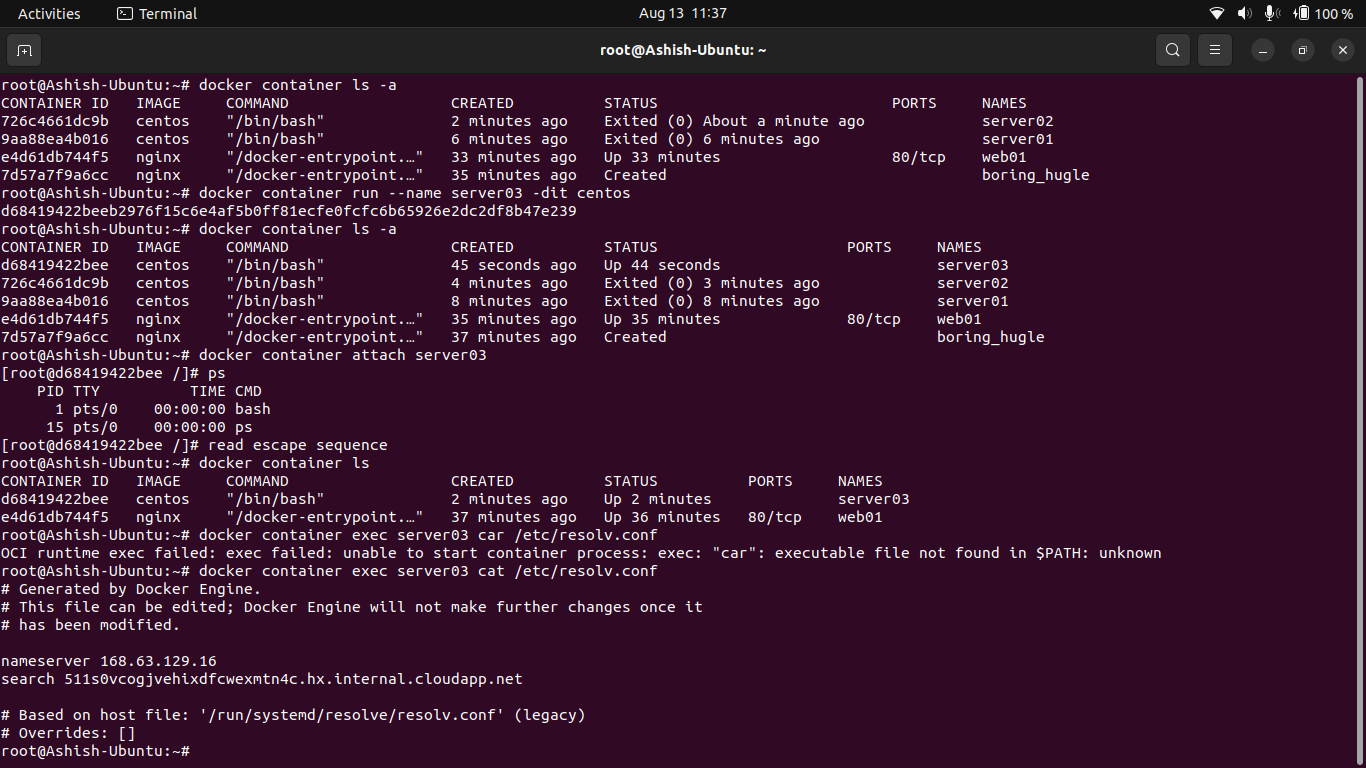 Activities Terminal Aug 13 11:37 100 %
root@Ashish-Ubuntu: ~
root@Ashish-Ubuntu:~# docker container ls -a
CONTAINER ID   IMAGE     COMMAND                  CREATED          STATUS                          PORTS     NAMES
726c4661dc9b   centos    "/bin/bash"              2 minutes ago    Exited (0) About a minute ago             server02
9aa88ea4b016   centos    "/bin/bash"              6 minutes ago    Exited (0) 6 minutes ago                  server01
e4d61db744f5   nginx     "/docker-entrypoint.…"   33 minutes ago   Up 33 minutes                   80/tcp    web01
7d57a7f9a6cc   nginx     "/docker-entrypoint.…"   35 minutes ago   Created                                   boring_hugle
root@Ashish-Ubuntu:~# docker container run --name server03 -dit centos
d68419422beeb2976f15c6e4af5b0ff81ecfe0fcfc6b65926e2dc2df8b47e239
root@Ashish-Ubuntu:~# docker container ls -a
CONTAINER ID   IMAGE     COMMAND                  CREATED          STATUS                     PORTS     NAMES
d68419422bee   centos    "/bin/bash"              45 seconds ago   Up 44 seconds                        server03
726c4661dc9b   centos    "/bin/bash"              4 minutes ago    Exited (0) 3 minutes ago             server02
9aa88ea4b016   centos    "/bin/bash"              8 minutes ago    Exited (0) 8 minutes ago             server01
e4d61db744f5   nginx     "/docker-entrypoint.…"   35 minutes ago   Up 35 minutes              80/tcp    web01
7d57a7f9a6cc   nginx     "/docker-entrypoint.…"   37 minutes ago   Created                              boring_hugle
root@Ashish-Ubuntu:~# docker container attach server03
[root@d68419422bee /]# ps
    PID TTY          TIME CMD
      1 pts/0    00:00:00 bash
     15 pts/0    00:00:00 ps
[root@d68419422bee /]# read escape sequence
root@Ashish-Ubuntu:~# docker container ls
CONTAINER ID   IMAGE     COMMAND                  CREATED          STATUS          PORTS     NAMES
d68419422bee   centos    "/bin/bash"              2 minutes ago    Up 2 minutes              server03
e4d61db744f5   nginx     "/docker-entrypoint.…"   37 minutes ago   Up 36 minutes   80/tcp    web01
root@Ashish-Ubuntu:~# docker container exec server03 car /etc/resolv.conf
OCI runtime exec failed: exec failed: unable to start container process: exec: "car": executable file not found in $PATH: unknown
root@Ashish-Ubuntu:~# docker container exec server03 cat /etc/resolv.conf
# Generated by Docker Engine.
# This file can be edited; Docker Engine will not make further changes once it
# has been modified.

nameserver 168.63.129.16
search 511s0vcogjvehixdfcwexmtn4c.hx.internal.cloudapp.net

# Based on host file: '/run/systemd/resolve/resolv.conf' (legacy)
# Overrides: []
root@Ashish-Ubuntu:~#